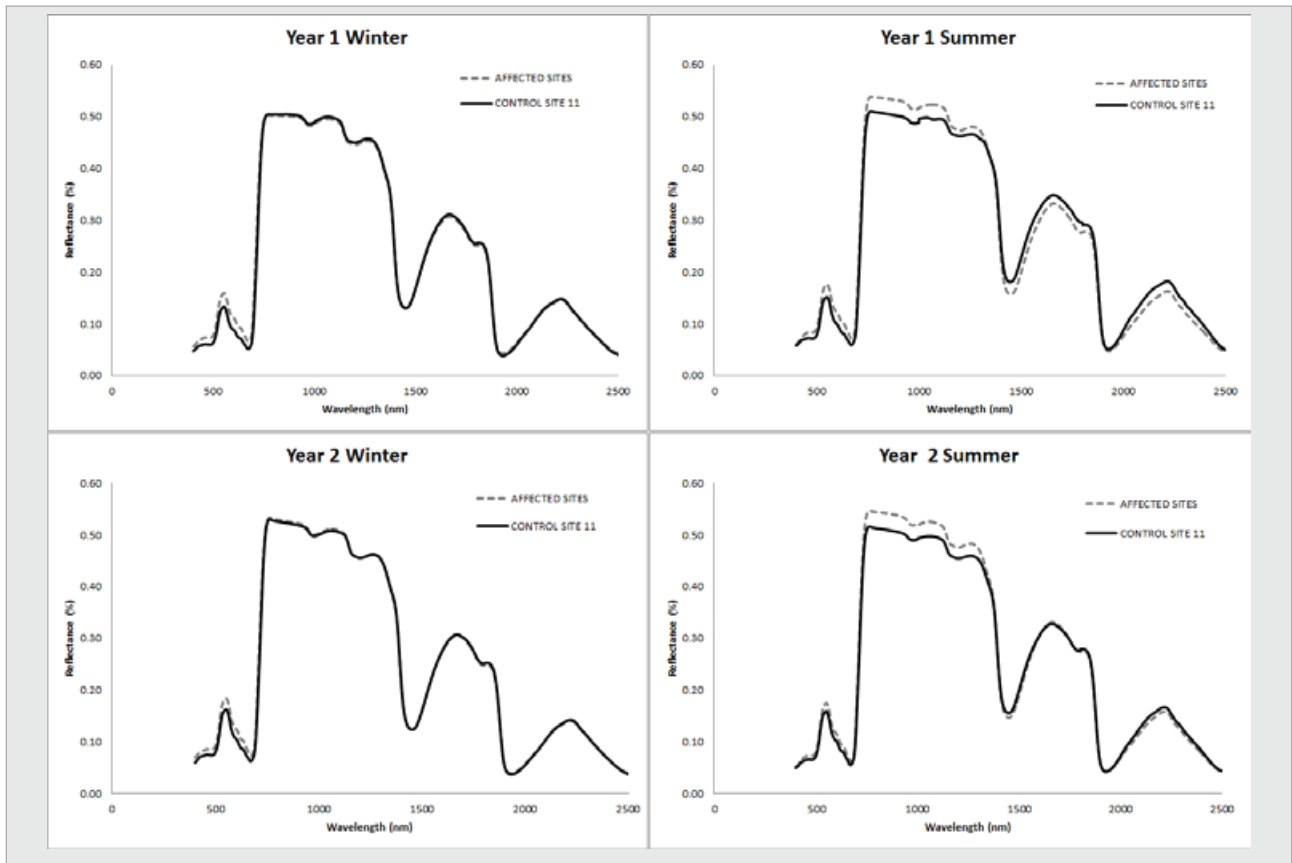 Year 1 Winter
0.60
0.50
0.40
0.30
0.20
0.10
0.00
Reflectance (%)
AFFECTED SITES
CONTROL SITE 11
0 500 1000 1500 2000 2500
Wavelength (nm)
Year 1 Summer
0.60
0.50
0.40
0.30
0.20
0.10
0.00
Reflectance (%)
AFFECTED SITES
CONTROL SITE 11
0 500 1000 1500 2000 2500
Wavelength (nm)
Year 2 Winter
0.60
0.50
0.40
0.30
0.20
0.10
0.00
Reflectance (%)
AFFECTED SITES
CONTROL SITE 11
0 500 1000 1500 2000 2500
Wavelength (nm)
Year 2 Summer
0.60
0.50
0.40
0.30
0.20
0.10
0.00
Reflectance (%)
AFFECTED SITES
CONTROL SITE 11
0 500 1000 1500 2000 2500
Wavelength (nm)